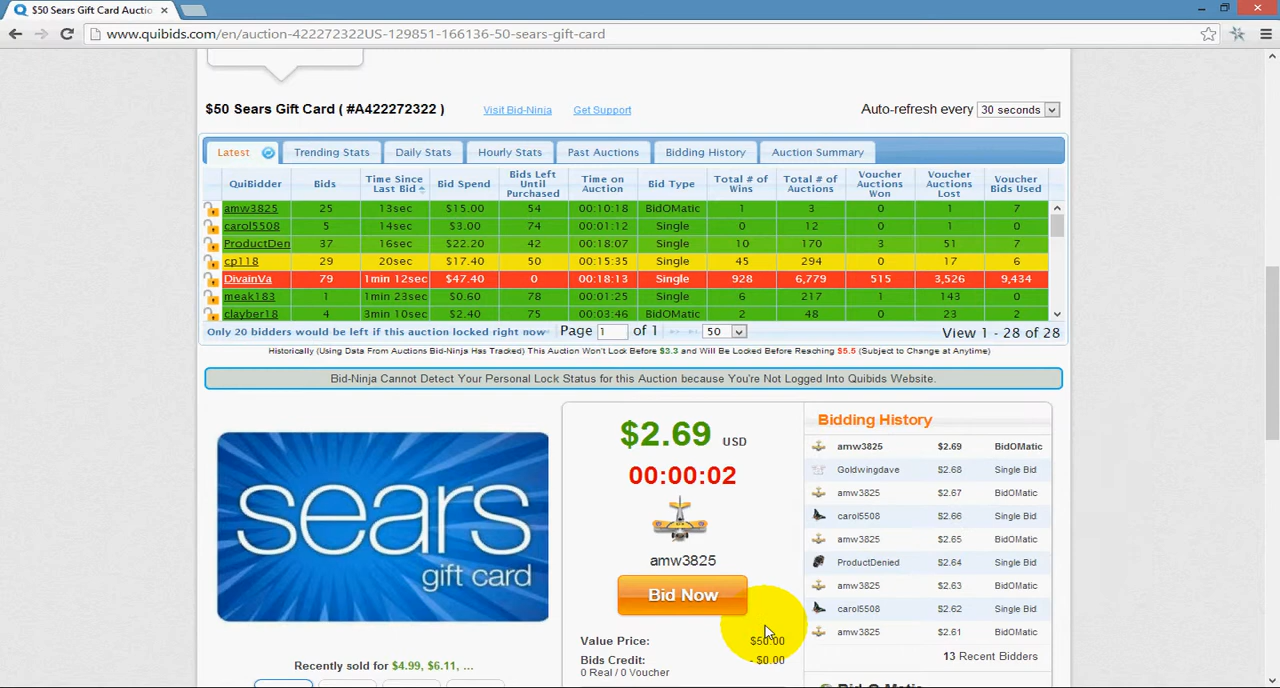 $50 Sears Gift Card Auctio
www.quibids.com/en/auction-422272322US-129851-166136-50-sears-gift-card
$50 Sears Gift Card ( #A422272322 ) Visit Bid-Ninja Get Support Auto-refresh every 30 seconds
Latest Trending Stats Daily Stats Hourly Stats Past Auctions Bidding History Auction Summary
QuiBidder Bids Time Since Last Bid Bid Spend Bids Left Until Purchased Time on Auction Bid Type Total # of Wins Total # of Auctions Voucher Auctions Won Voucher Auctions Voucher Bids Used
amw3825 25 13sec $15.00 54 00:10:18 BidOMatic 1 3 0 1 7
carol5508 5 14sec $3.00 74 00:01:12 Single 0 12 0 1 0
ProductDen 37 16sec $22.20 42 00:18:07 Single 10 170 3 51 7
cp118 29 20sec $17.40 50 00:15:35 Single 45 294 0 17 6
DivainVa 79 1min 12sec $47.40 0 00:18:13 Single 928 6,779 515 3,526 9,434
meak183 1 1min 23sec $0.60 78 00:01:25 Single 6 217 1 143 0
clayber18 4 3min 10sec $2.40 75 00:03:46 Single 2 48 0 23 2
Only 20 bidders would be left if this auction locked right now Page 1 of 1 50 View 1 - 28 of 28
Historically (Using Data From Auctions Bid-Ninja Has Tracked) This Auction Won't Lock Before $3.3 and Will Be Locked Before Reaching $5.5 (Subject to Change at Anytime)
Bid-Ninja Cannot Detect Your Personal Lock Status for this Auction because You're Not Logged Into Quibids Website.
sears
gift card
Recently sold for $4.99, $6.11, ...
$2.69 USD
00:00:02
amw3825
Bid Now
Value Price: $50.00
Bids Credit: - $0.00
0 Real / 0 Voucher
Bidding History
amw3825 $2.69 BidOMatic
Goldwingdave $2.68 Single Bid
amw3825 $2.67 BidOMatic
carol5508 $2.66 Single Bid
amw3825 $2.65 BidOMatic
ProductDenied $2.64 Single Bid
amw3825 $2.63 BidOMatic
carol5508 $2.62 Single Bid
amw3825 $2.61 BidOMatic
13 Recent Bidders
Bid-O-Matic